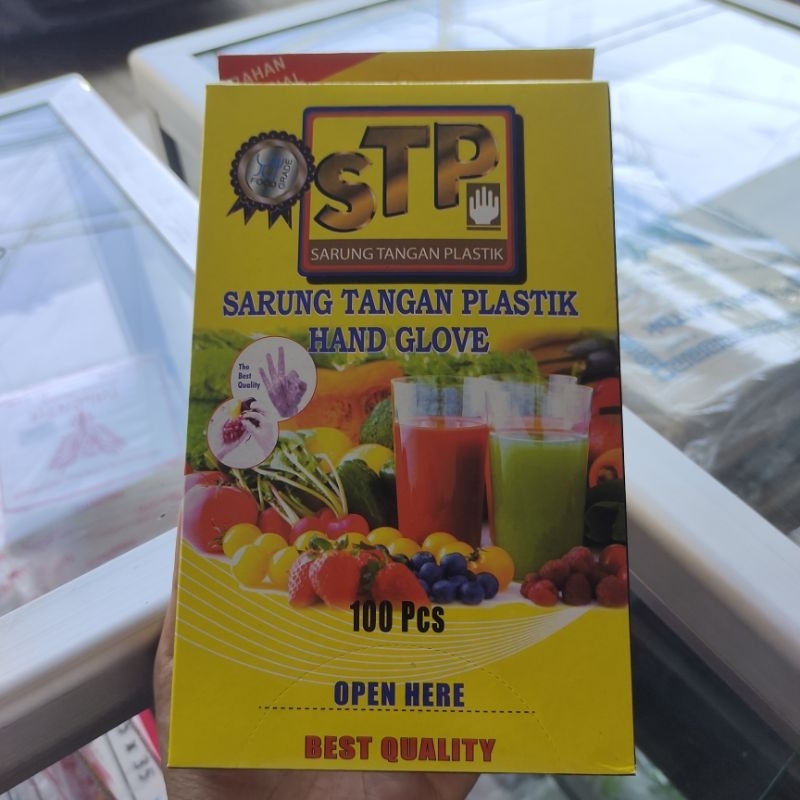 BAHAN
STP
FOOD GRADE
SARUNG TANGAN PLASTIK
SARUNG TANGAN PLASTIK
HAND GLOVE
The
Best
Quality
100 Pcs
OPEN HERE
BEST QUALITY